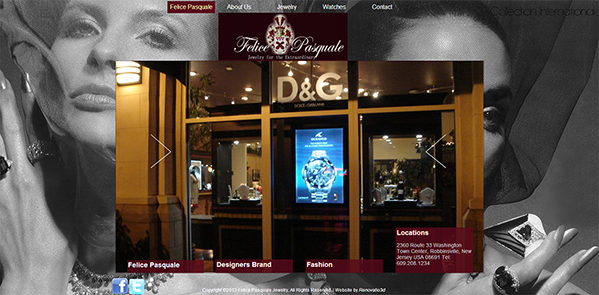 Felice Pasquale About Us Jewelry Watches Contact
Felice Pasquale
Jewelry for the Extraordinary
D&G
DOLCE & GABBANA
Locations
2360 Route 33 Washington
Town Center, Robbinsville, New
Jersey USA 08691 Tel:
609.208.1234
Felice Pasquale Designers Brand Fashion
Copyright ©2013 Felice Pasquale Jewelry, All Rights Reserved. | Website by Renovatio3d